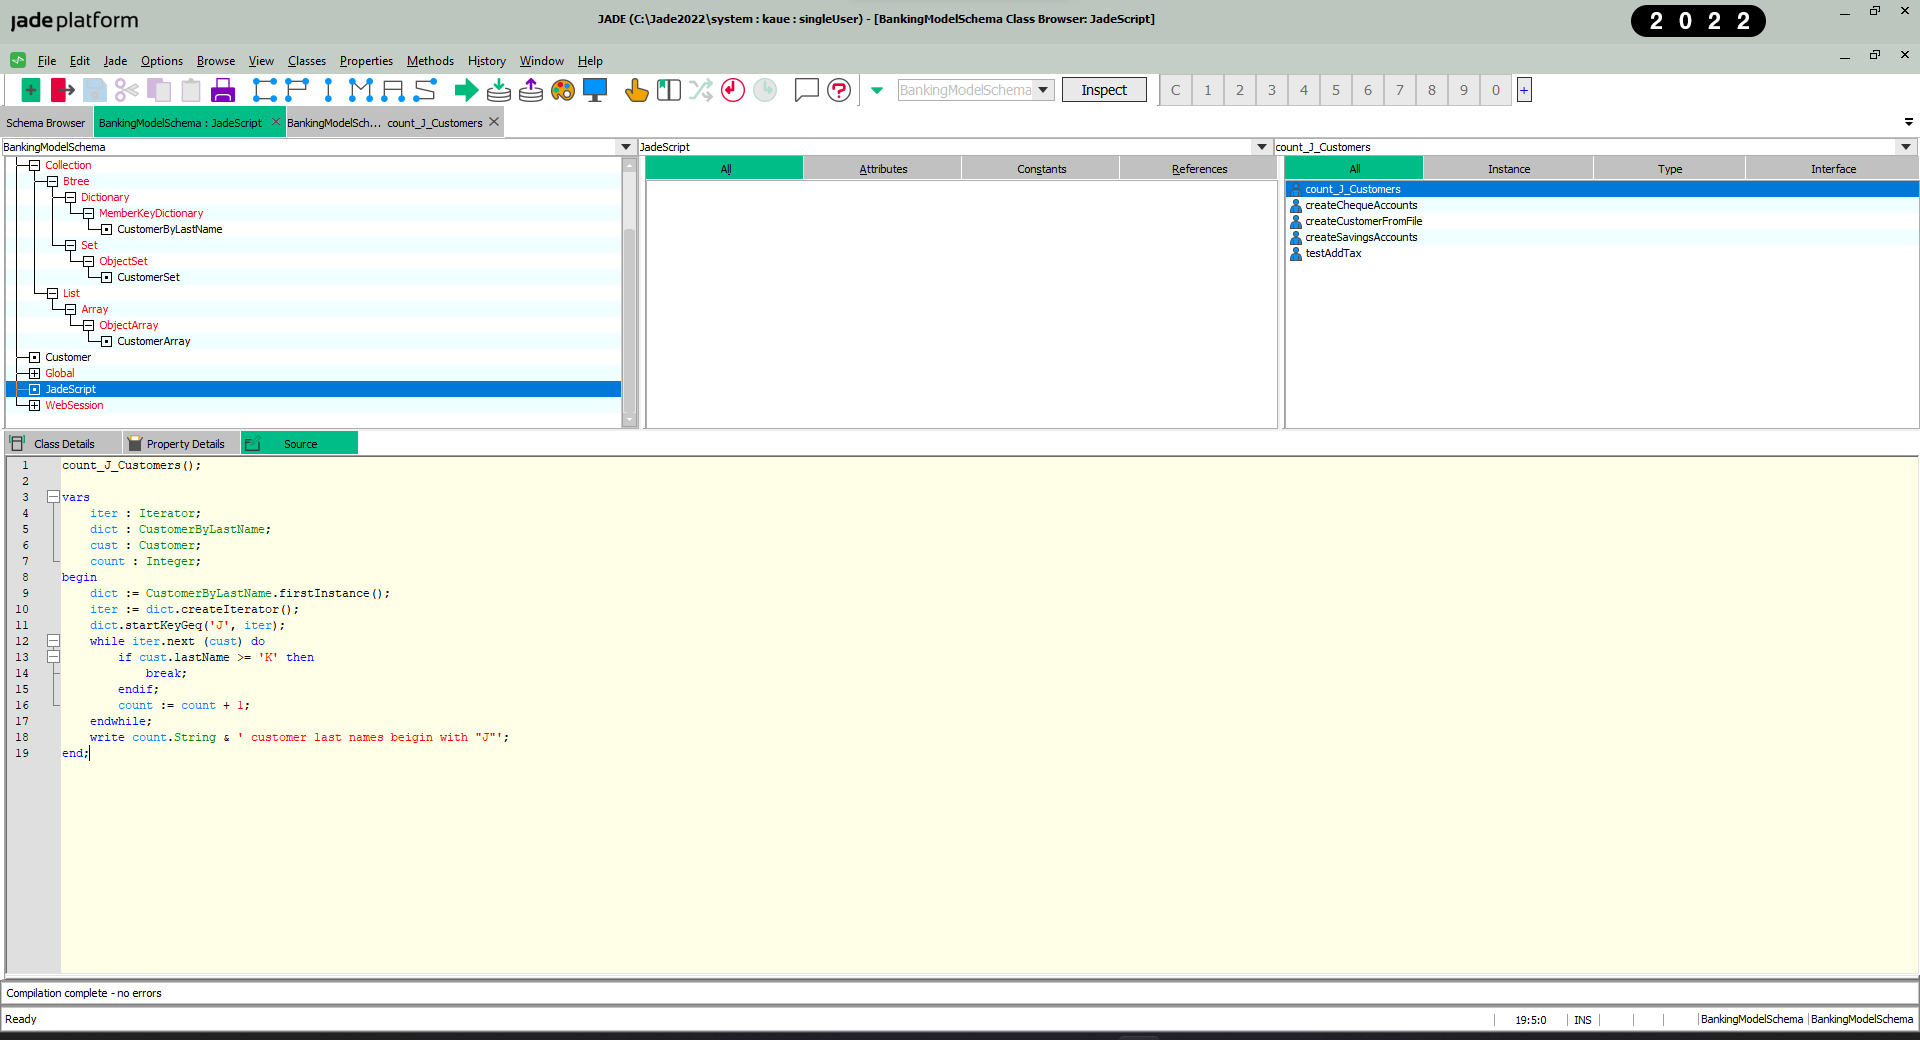 jadeplatform
JADE (C:\Jade2022\system : kaue : singleUser) - [BankingModelSchema Class Browser: JadeScript]
2022
File Edit Jade Options Browse View Classes Properties Methods History Window Help
BankingModelSchema Inspect C 1 2 3 4 5 6 7 8 9 0 +
Schema Browser BankingModelSchema : JadeScript BankingModelSch... count_J_Customers
BankingModelSchema JadeScript count_J_Customers
Collection
Btree
Dictionary
MemberKeyDictionary
CustomerByLastName
Set
ObjectSet
CustomerSet
List
Array
ObjectArray
CustomerArray
Customer
Global
JadeScript
WebSession
All Attributes Constants References
All Instance Type Interface
count_J_Customers
createChequeAccounts
createCustomerFromFile
createSavingsAccounts
testAddTax
Class Details Property Details Source
1 count_J_Customers();
2
3 vars
4 iter : Iterator;
5 dict : CustomerByLastName;
6 cust : Customer;
7 count : Integer;
8 begin
9 dict := CustomerByLastName.firstInstance();
10 iter := dict.createIterator();
11 dict.startKeyGeq('J', iter);
12 while iter.next (cust) do
13 if cust.lastName >= 'K' then
14 break;
15 endif;
16 count := count + 1;
17 endwhile;
18 write count.String & ' customer last names beigin with "J"';
19 end;
Compilation complete - no errors
Ready 19:5:0 INS BankingModelSchema BankingModelSchema